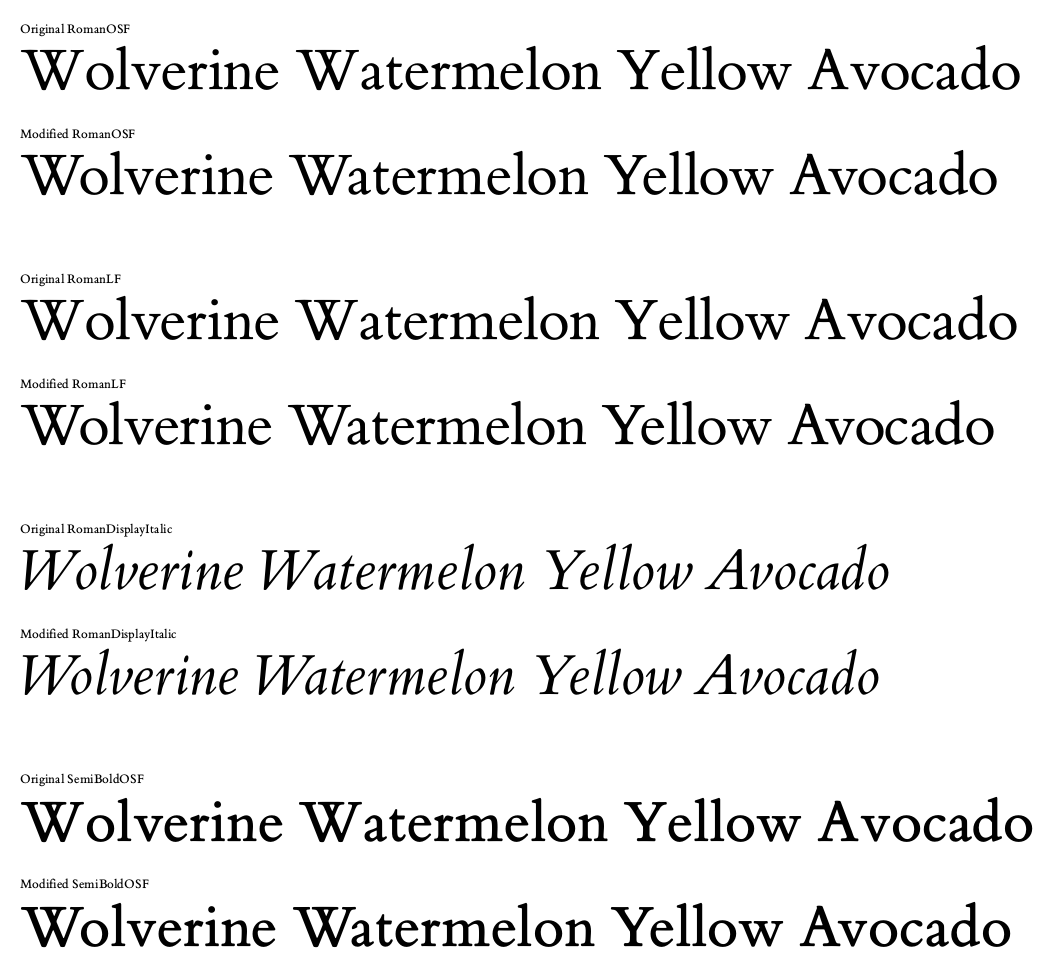 Original RomanOSF
Wolverine Watermelon Yellow Avocado
Modified RomanOSF
Wolverine Watermelon Yellow Avocado
Original RomanLF
Wolverine Watermelon Yellow Avocado
Modified RomanLF
Wolverine Watermelon Yellow Avocado
Original RomanDisplayItalic
Wolverine Watermelon Yellow Avocado
Modified RomanDisplayItalic
Wolverine Watermelon Yellow Avocado
Original SemiBoldOSF
Wolverine Watermelon Yellow Avocado
Modified SemiBoldOSF
Wolverine Watermelon Yellow Avocado